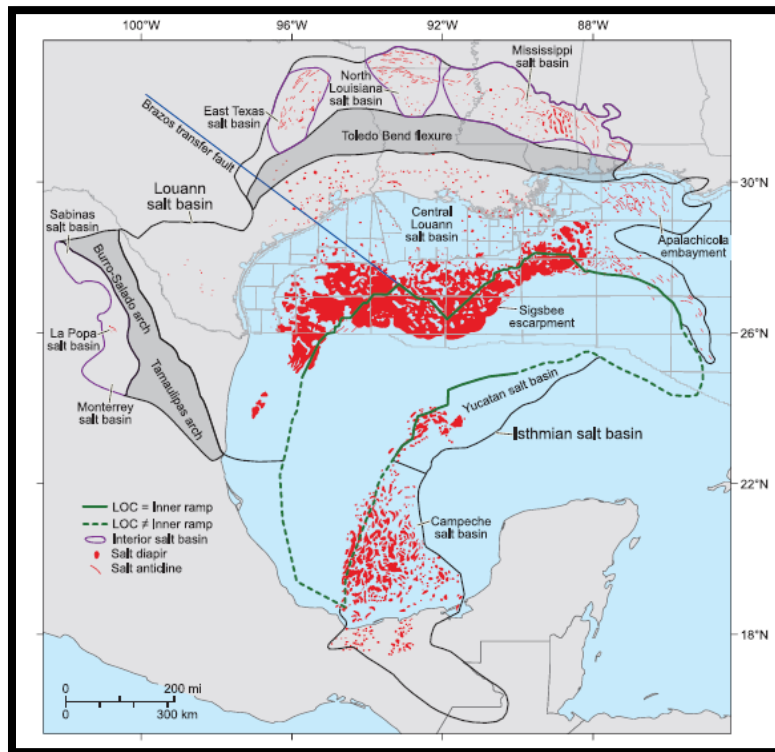 100°W
96°W
92°W
88°W
Mississippi
salt basin
North
Louisiana
salt basin
East Texas
salt basin
Brazos transfer fault
Toledo Bend flexure
Louann
salt basin
30°N
Sabinas
salt basin
Central
Louann
salt basin
Apalachicola
embayment
Burro-Salado arch
Sigsbee
escarpment
La Popa
salt basin
26°N
Tamaulipas arch
Monterrey
salt basin
Yucatan salt basin
Isthmian salt basin
22°N
LOC = Inner ramp
LOC ≠ Inner ramp
Interior salt basin
Salt diapir
Salt anticline
Campeche
salt basin
18°N
0 200 mi
0 300 km